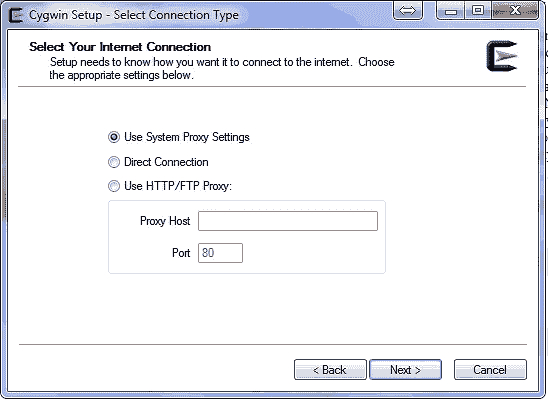 Cygwin Setup - Select Connection Type
Select Your Internet Connection
Setup needs to know how you want it to connect to the internet.  Choose
the appropriate settings below.
Use System Proxy Settings
Direct Connection
Use HTTP/FTP Proxy:
Proxy Host
Port 80
< Back Next > Cancel